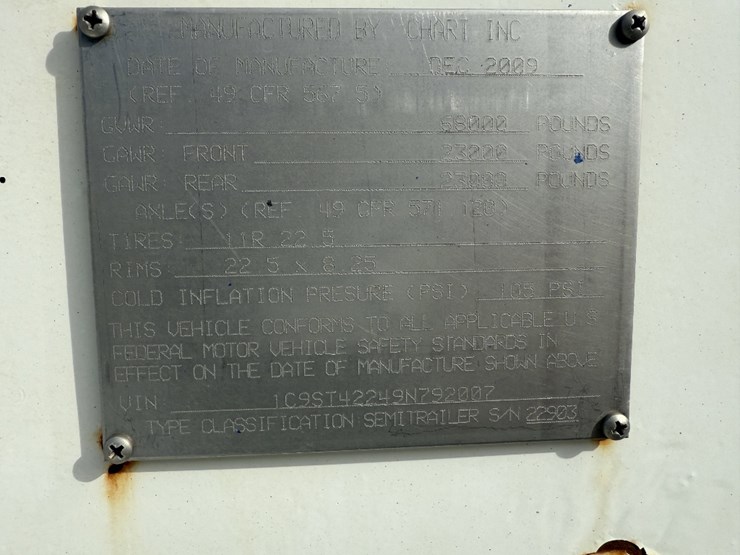 MANUFACTURED BY CHART INC
DATE OF MANUFACTURE DEC 2009
(REF. 49 CFR 567.5)
GVWR 68000 POUNDS
GAWR FRONT 23000 POUNDS
GAWR REAR POUNDS
AXLE(S) (REF. 49 CFR 571.120
TIRES 11R 22.5
RIMS 22.5 x 8.25
COLD INFLATION PRESURE (PSI) 105 PSI
THIS VEHICLE CONFORMS TO ALL APPLICABLE U.S.
FEDERAL MOTOR VEHICLE SAFETY STANDARDS IN
EFFECT ON THE DATE OF MANUFACTURE SHOWN ABOVE
VIN 1C9ST42249N792007
TYPE CLASSIFICATION SEMITRAILER S/N 22903